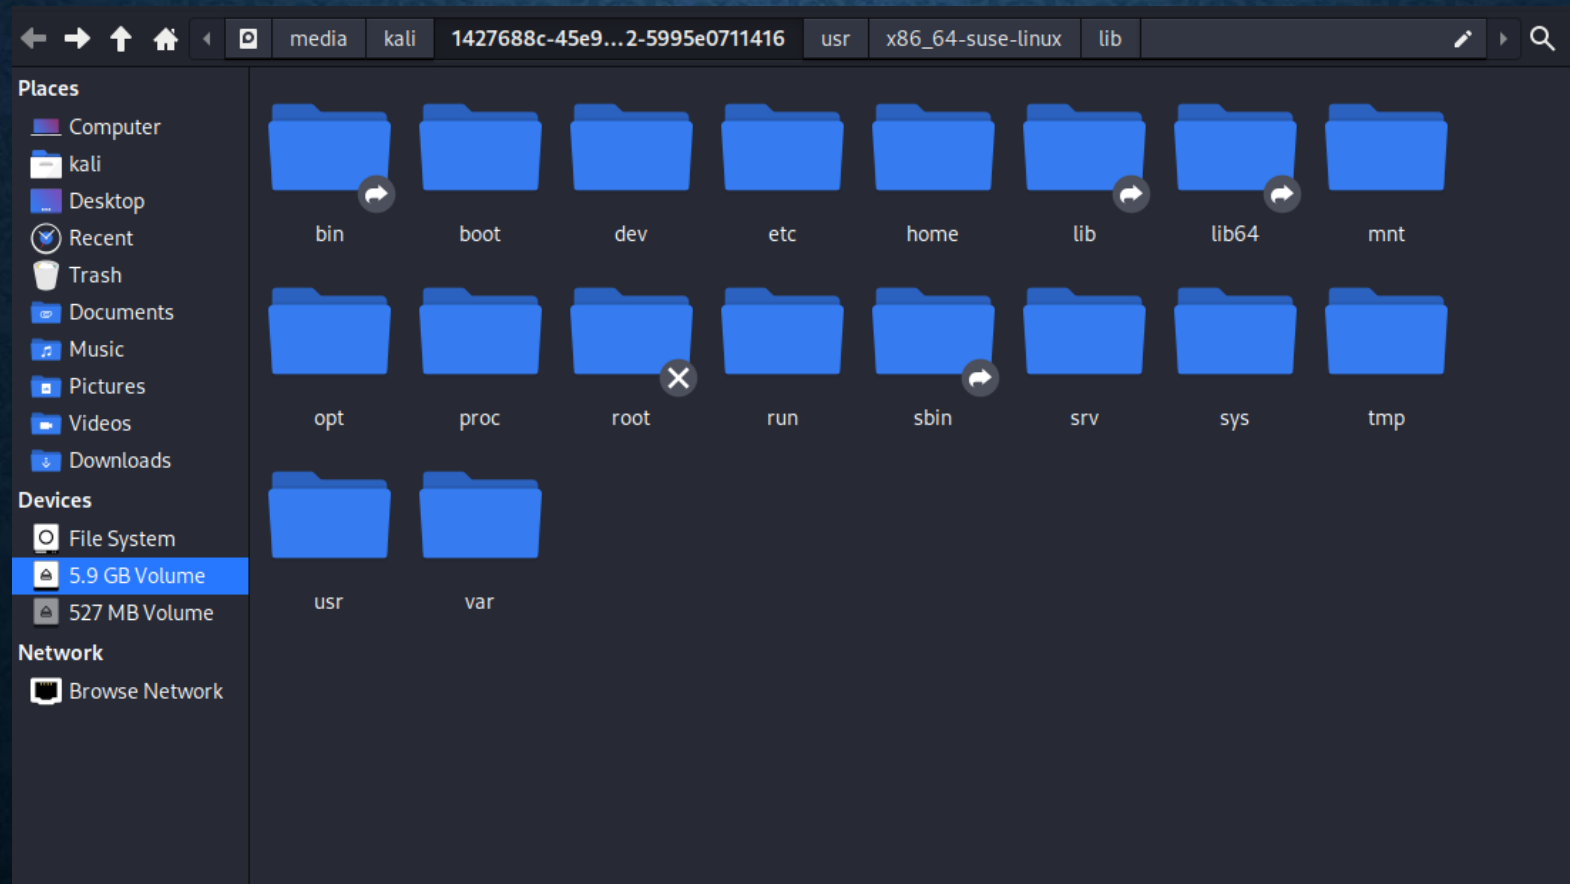 media kali 1427688c-45e9...2-5995e0711416 usr x86_64-suse-linux lib
Places
Computer
kali
Desktop
Recent
Trash
Documents
Music
Pictures
Videos
Downloads
Devices
File System
5.9 GB Volume
527 MB Volume
Network
Browse Network
bin boot dev etc home lib lib64 mnt
opt proc root run sbin srv sys tmp
usr var